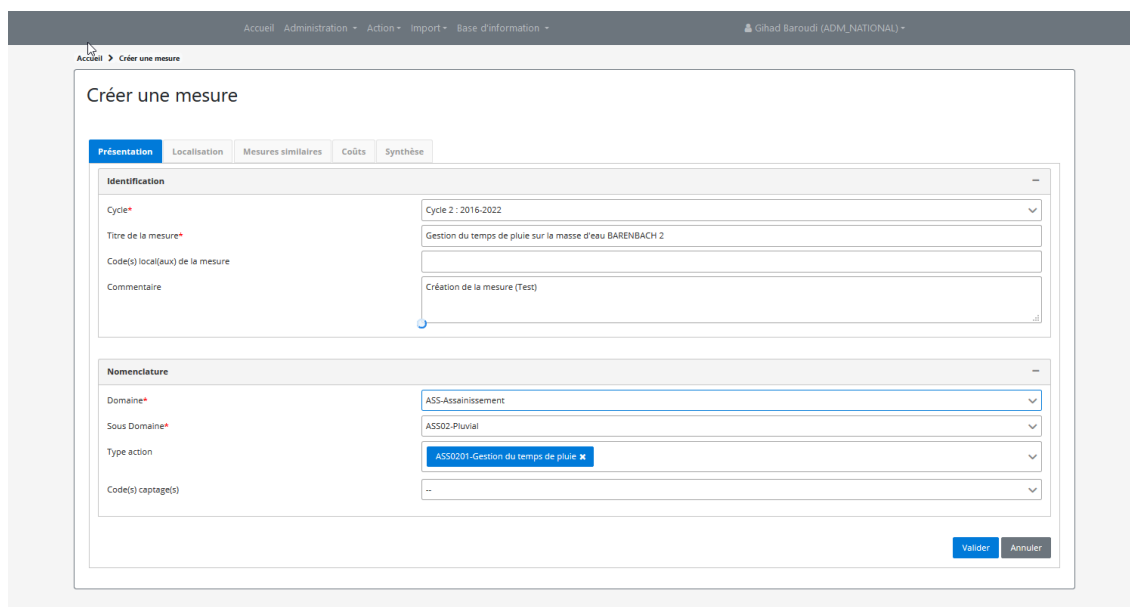 Accueil Administration Action Import Base d'information Gihad Baroudi (ADM_NATIONAL)
Accueil > Créer une mesure
Créer une mesure
Présentation Localisation Mesures similaires Coûts Synthèse
Identification
Cycle* Cycle 2 : 2016-2022
Titre de la mesure* Gestion du temps de pluie sur la masse d'eau BARENBACH 2
Code(s) local(aux) de la mesure
Commentaire Création de la mesure (Test)
Nomenclature
Domaine* ASS-Assainissement
Sous Domaine* ASS02-Pluvial
Type action ASS0201-Gestion du temps de pluie ×
Code(s) captage(s) --
Valider Annuler